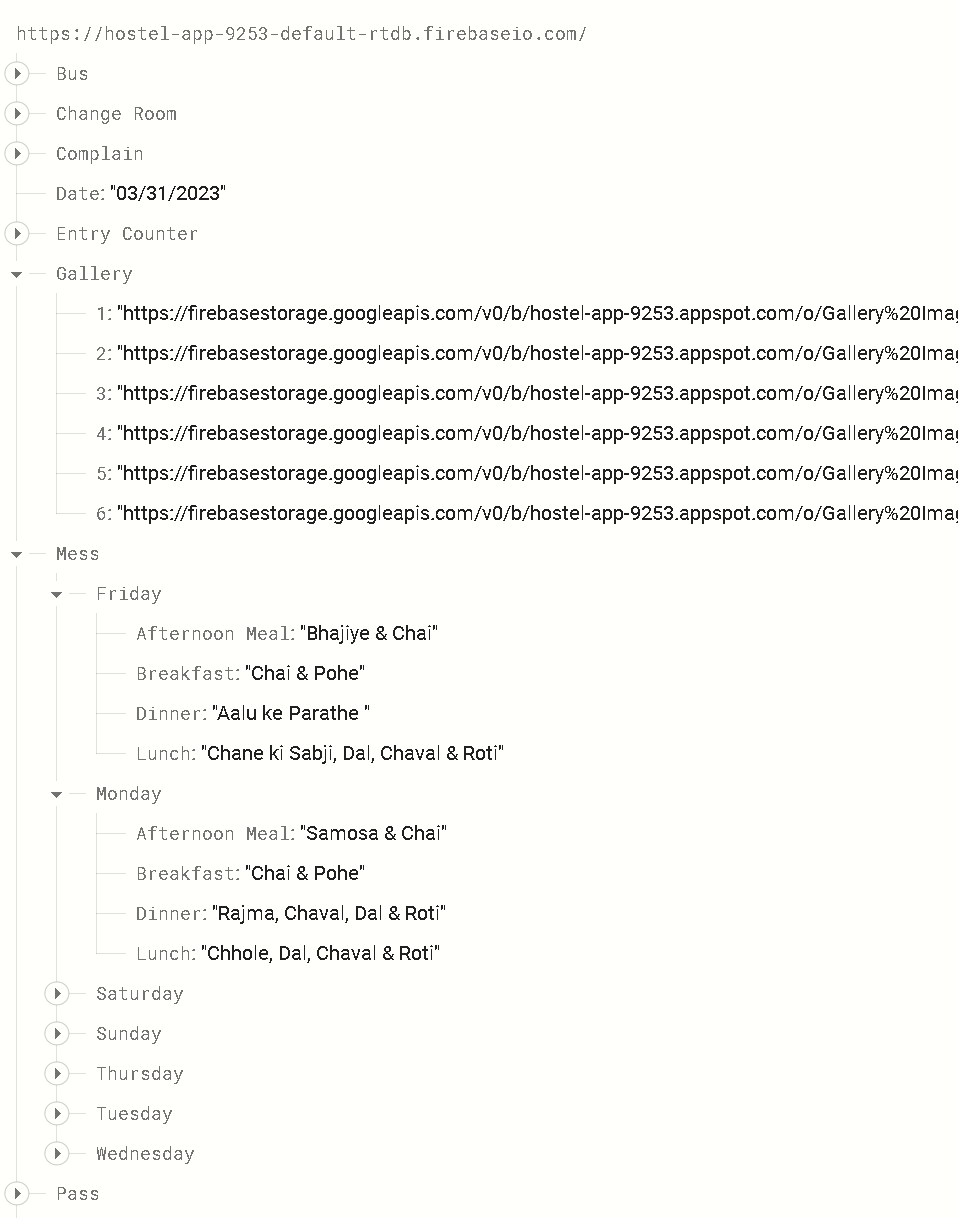 https://hostel-app-9253-default-rtdb.firebaseio.com/
Bus
Change Room
Complain
Date: "03/31/2023"
Entry Counter
Gallery
1: "https://firebasestorage.googleapis.com/v0/b/hostel-app-9253.appspot.com/o/Gallery%20Imag
2: "https://firebasestorage.googleapis.com/v0/b/hostel-app-9253.appspot.com/o/Gallery%20Imag
3: "https://firebasestorage.googleapis.com/v0/b/hostel-app-9253.appspot.com/o/Gallery%20Imag
4: "https://firebasestorage.googleapis.com/v0/b/hostel-app-9253.appspot.com/o/Gallery%20Imag
5: "https://firebasestorage.googleapis.com/v0/b/hostel-app-9253.appspot.com/o/Gallery%20Imag
6: "https://firebasestorage.googleapis.com/v0/b/hostel-app-9253.appspot.com/o/Gallery%20Imag
Mess
Friday
Afternoon Meal: "Bhajiye & Chai"
Breakfast: "Chai & Pohe"
Dinner: "Aalu ke Parathe "
Lunch: "Chane ki Sabji, Dal, Chaval & Roti"
Monday
Afternoon Meal: "Samosa & Chai"
Breakfast: "Chai & Pohe"
Dinner: "Rajma, Chaval, Dal & Roti"
Lunch: "Chhole, Dal, Chaval & Roti"
Saturday
Sunday
Thursday
Tuesday
Wednesday
Pass